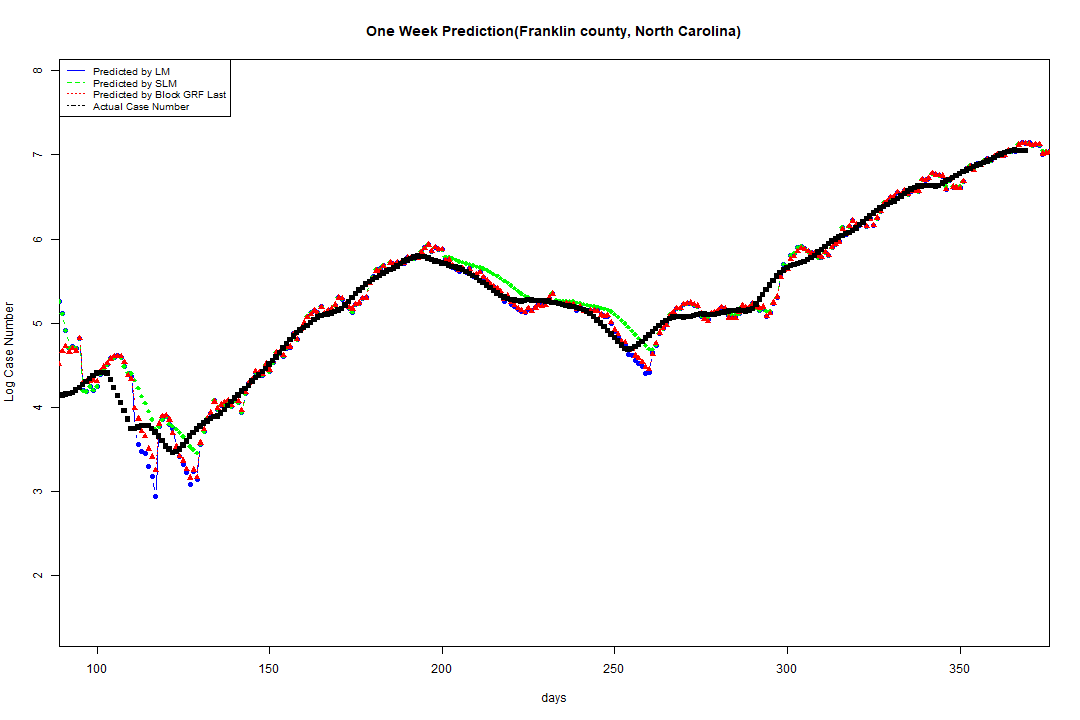 One Week Prediction(Franklin county, North Carolina)
Predicted by LM
Predicted by SLM
Predicted by Block GRF Last
Actual Case Number
8
7
6
5
4
3
2
Log Case Number
100 150 200 250 300 350
days